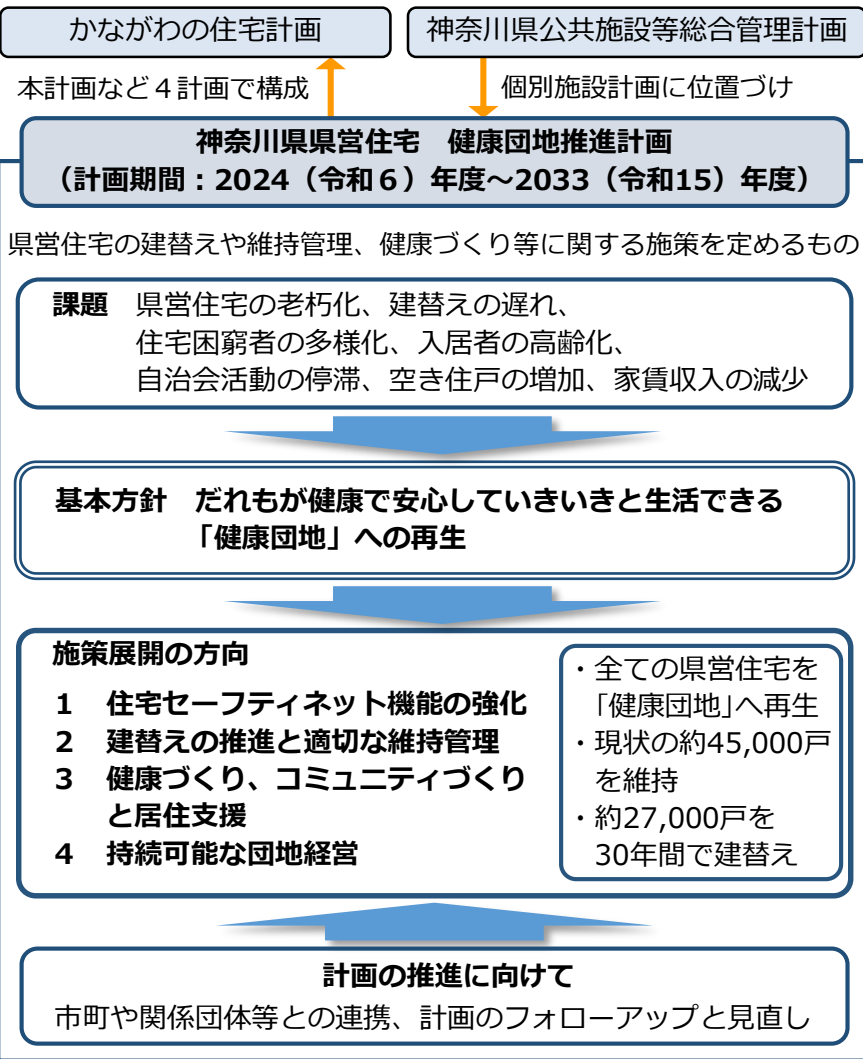 かながわの住宅計画
神奈川県公共施設等総合管理計画
本計画など４計画で構成
個別施設計画に位置づけ
神奈川県県営住宅　健康団地推進計画
（計画期間：2024（令和６）年度～2033（令和15）年度）
県営住宅の建替えや維持管理、健康づくり等に関する施策を定めるもの
課題　県営住宅の老朽化、建替えの遅れ、
住宅困窮者の多様化、入居者の高齢化、
自治会活動の停滞、空き住戸の増加、家賃収入の減少
基本方針　だれもが健康で安心していきいきと生活できる
「健康団地」への再生
施策展開の方向
1　住宅セーフティネット機能の強化
2　建替えの推進と適切な維持管理
3　健康づくり、コミュニティづくり
と居住支援
4　持続可能な団地経営
・全ての県営住宅を
「健康団地」へ再生
・現状の約45,000戸
を維持
・約27,000戸を
30年間で建替え
計画の推進に向けて
市町や関係団体等との連携、計画のフォローアップと見直し